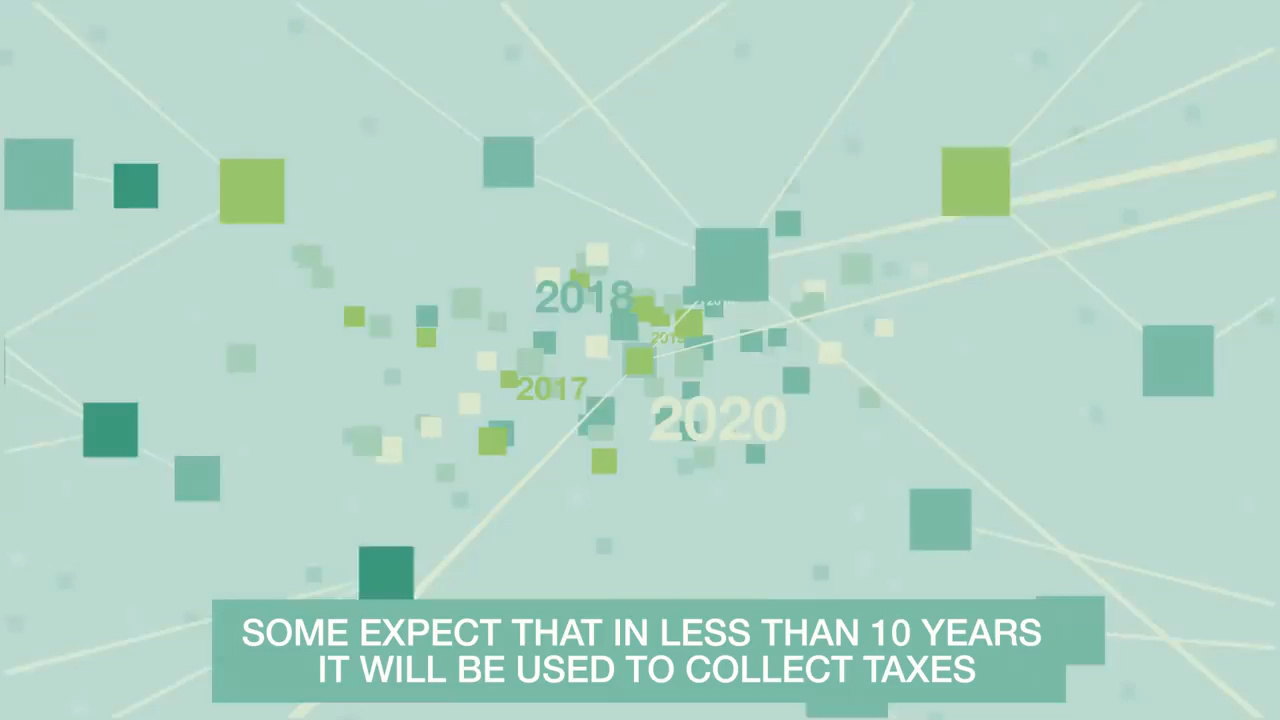 2018
2017
2020
SOME EXPECT THAT IN LESS THAN 10 YEARS
IT WILL BE USED TO COLLECT TAXES